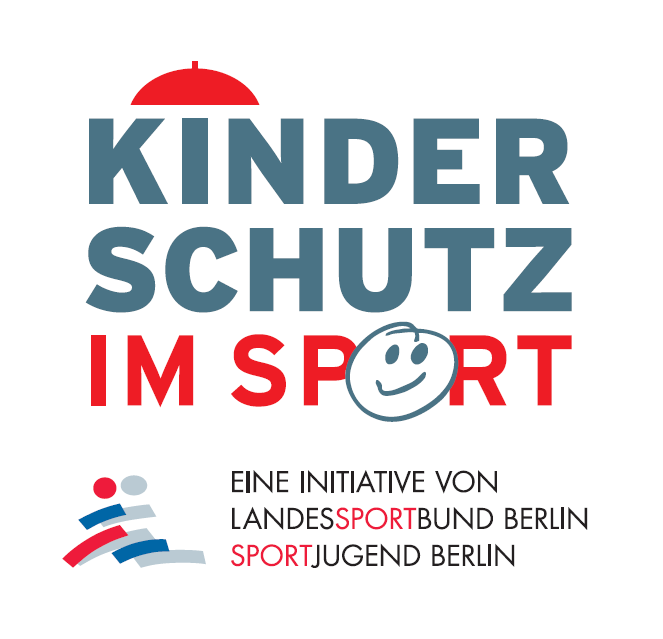 KINDER
SCHUTZ
IM SPORT
EINE INITIATIVE VON
LANDESSPORTBUND BERLIN
SPORTJUGEND BERLIN